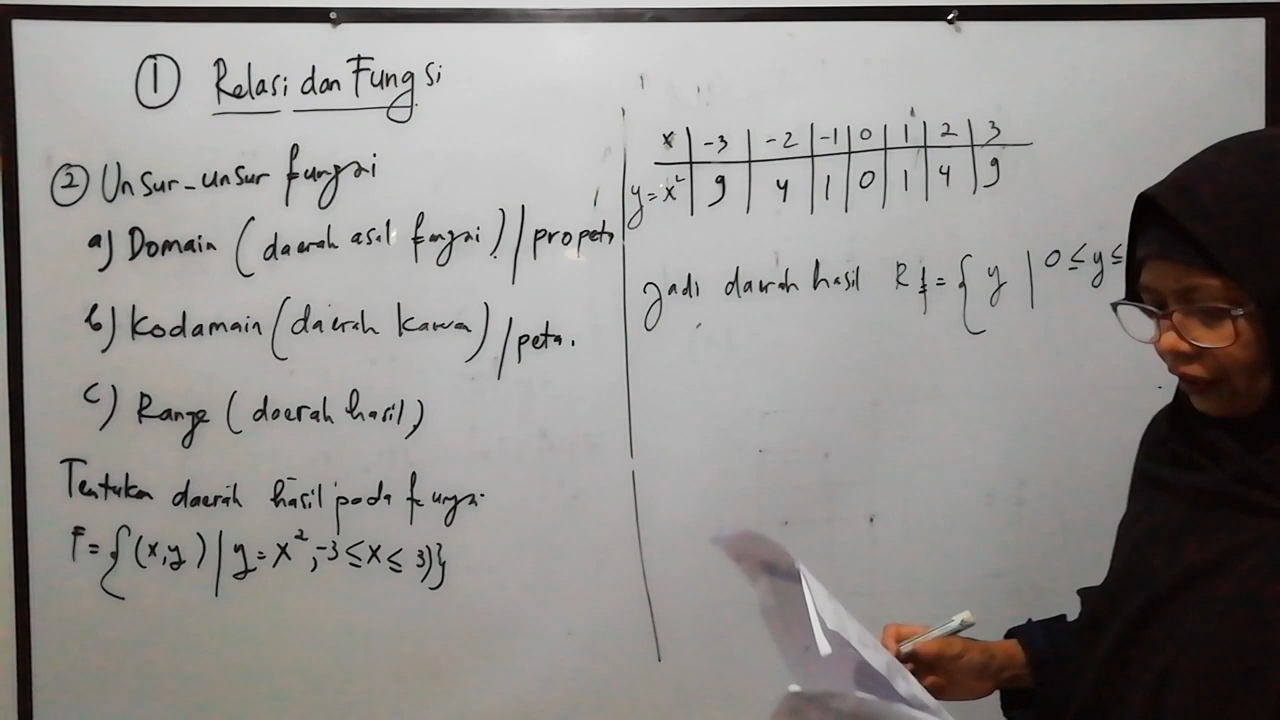 ① Relasi dan Fungsi
② Unsur-unsur fungsi
a) Domain (daerah asal fungsi) / propeta
b) Kodamain (daerah kawan) / peta.
c) Range (daerah hasil)
Tentukan daerah hasil pada fungsi
F = {(x,y) | y = x², -3 ≤ x ≤ 3)}
x | -3 | -2 | -1 | 0 | 1 | 2 | 3
y = x² | 9 | 4 | 1 | 0 | 1 | 4 | 9
Jadi daerah hasil Rf = { y | 0 ≤ y ≤